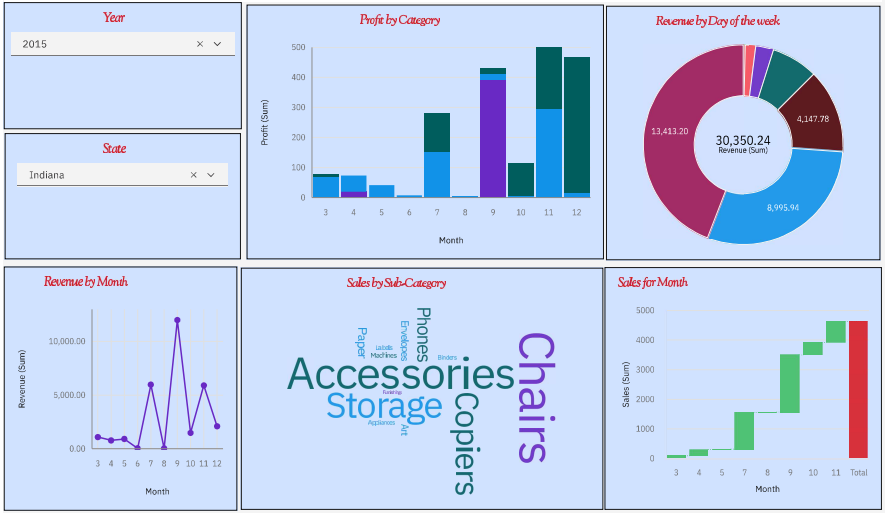 Year
2015
State
Indiana
Profit by Category
500
400
300
200
100
0
3 4 5 6 7 8 9 10 11 12
Profit (Sum)
Month
Revenue by Day of the week
13,413.20
4,147.78
30,350.24
Revenue (Sum)
8,995.94
Revenue by Month
10,000.00
5,000.00
0.00
3 4 5 6 7 8 9 10 11 12
Revenue (Sum)
Month
Sales by Sub-Category
Phones
Envelopes
Paper
Labels
Machines
Binders
Accessories
Chairs
Furnishings
Storage
Copiers
Appliances
Art
Sales for Month
5000
4000
3000
2000
1000
0
3 4 5 7 8 9 10 11 Total
Sales (Sum)
Month